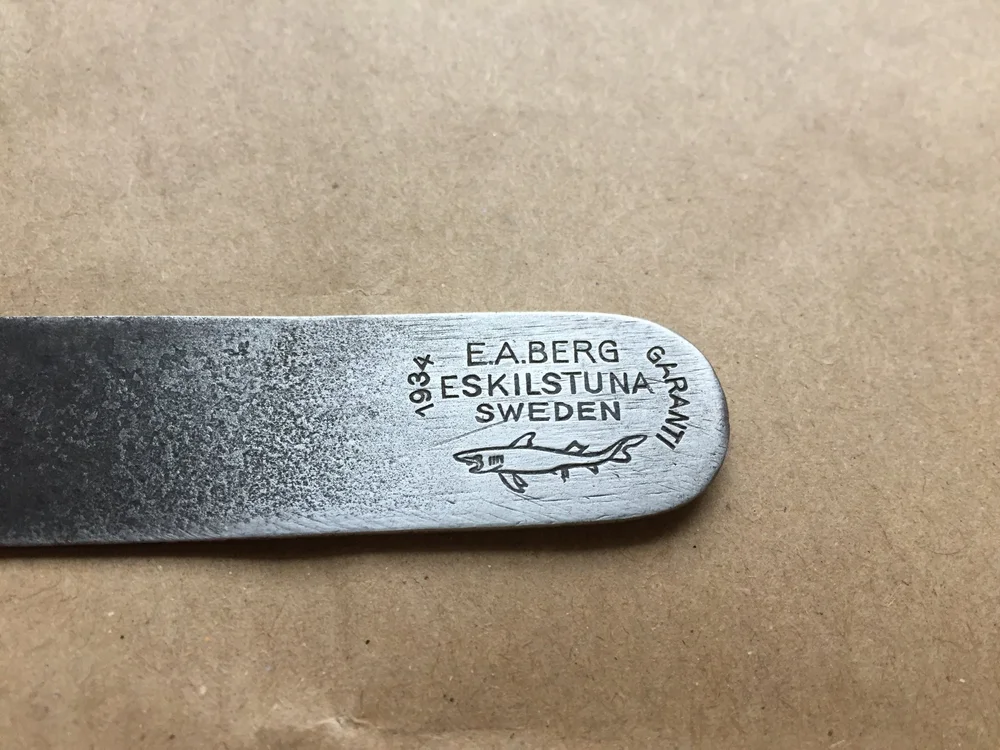 1934
E.A.BERG
ESKILSTUNA
SWEDEN
GARANTI